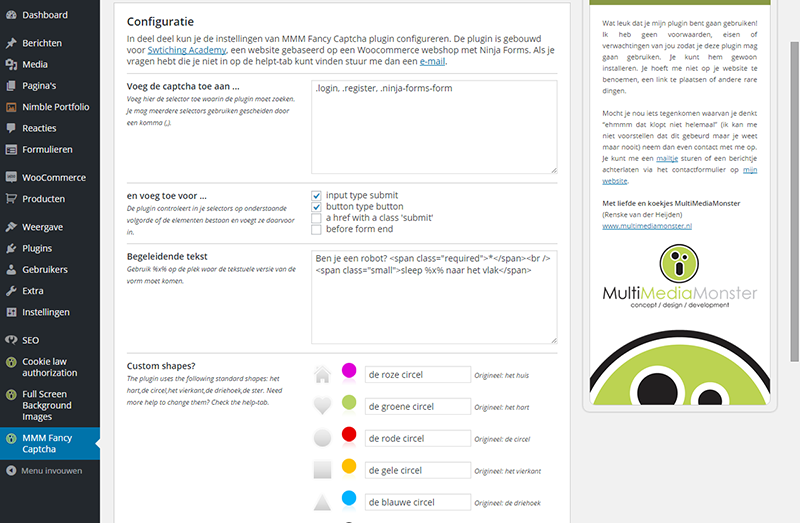 Dashboard
Berichten
Media
Pagina's
Nimble Portfolio
Reacties
Formulieren
WooCommerce
Producten
Weergave
Plugins
Gebruikers
Extra
Instellingen
SEO
Cookie law
authorization
Full Screen
Background
Images
MMM Fancy
Captcha
Menu invouwen
Configuratie
In deel deel kun je de instellingen van MMM Fancy Captcha plugin configureren. De plugin is gebouwd
voor Swtiching Academy, een website gebaseerd op een Woocommerce webshop met Ninja Forms. Als je
vragen hebt die je niet in op de helpt-tab kunt vinden stuur me dan een e-mail.
Voeg de captcha toe aan ...
Voeg hier de selector toe waarin de plugin moet zoeken.
Je mag meerdere selectors gebruiken gescheiden door
een komma (,).
.login, .register, .ninja-forms-form
en voeg toe voor ...
De plugin controleert in je selectors op onderstaande
volgorde of de elementen bestaan en voegt ze daarvoor
in.
input type submit
button type button
a href with a class 'submit'
before form end
Begeleidende tekst
Gebruik %x% op de plek waar de tekstuele versie van de
vorm moet komen.
Ben je een robot? <span class="required">*</span><br />
<span class="small">sleep %x% naar het vlak</span>
Custom shapes?
The plugin uses the following standard shapes: het
hart,de circel,het vierkant,de driehoek,de ster. Need
more help to change them? Check the help-tab.
de roze circel
Origineel: het huis
de groene circel
Origineel: het hart
de rode circel
Origineel: de circel
de gele circel
Origineel: het vierkant
de blauwe circel
Origineel: de driehoek
Wat leuk dat je mijn plugin bent gaan gebruiken!
Ik heb geen voorwaarden, eisen of
verwachtingen van jou zodat je deze plugin mag
gaan gebruiken. Je kunt hem gewoon
installeren. Je hoeft me niet op je website te
benoemen, een link te plaatsen of andere rare
dingen.
Mocht je nou iets tegenkomen waarvan je denkt
"ehmmm dat klopt niet helemaal" (ik kan me
niet voorstellen dat dit gebeurd maar je weet
maar nooit) neem dan even contact met me op.
Je kunt me een mailtje sturen of een berichtje
achterlaten via het contactformulier op mijn
website.
Met liefde en koekjes MultiMediaMonster
(Renske van der Heijden)
www.multimediamonster.nl
MultiMediaMonster
concept / design / development